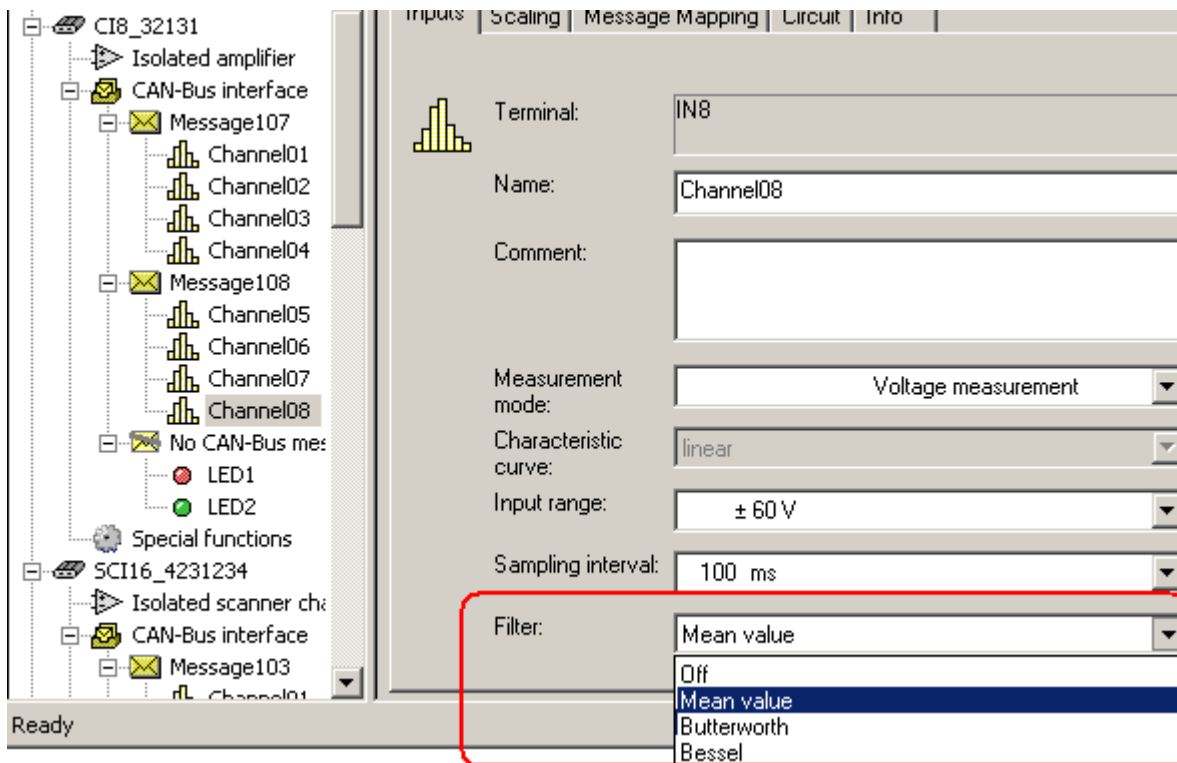 CI8_32131
Isolated amplifier
CAN-Bus interface
Message107
Channel01
Channel02
Channel03
Channel04
Message108
Channel05
Channel06
Channel07
Channel08
No CAN-Bus mes
LED1
LED2
Special functions
SCI16_4231234
Isolated scanner cha
CAN-Bus interface
Message103
Channel01
Ready
Inputs Scaling Message Mapping Circuit Info
Terminal: IN8
Name: Channel08
Comment:
Measurement
mode: Voltage measurement
Characteristic
curve: linear
Input range: ± 60 V
Sampling interval: 100 ms
Filter: Mean value
Off
Mean value
Butterworth
Bessel